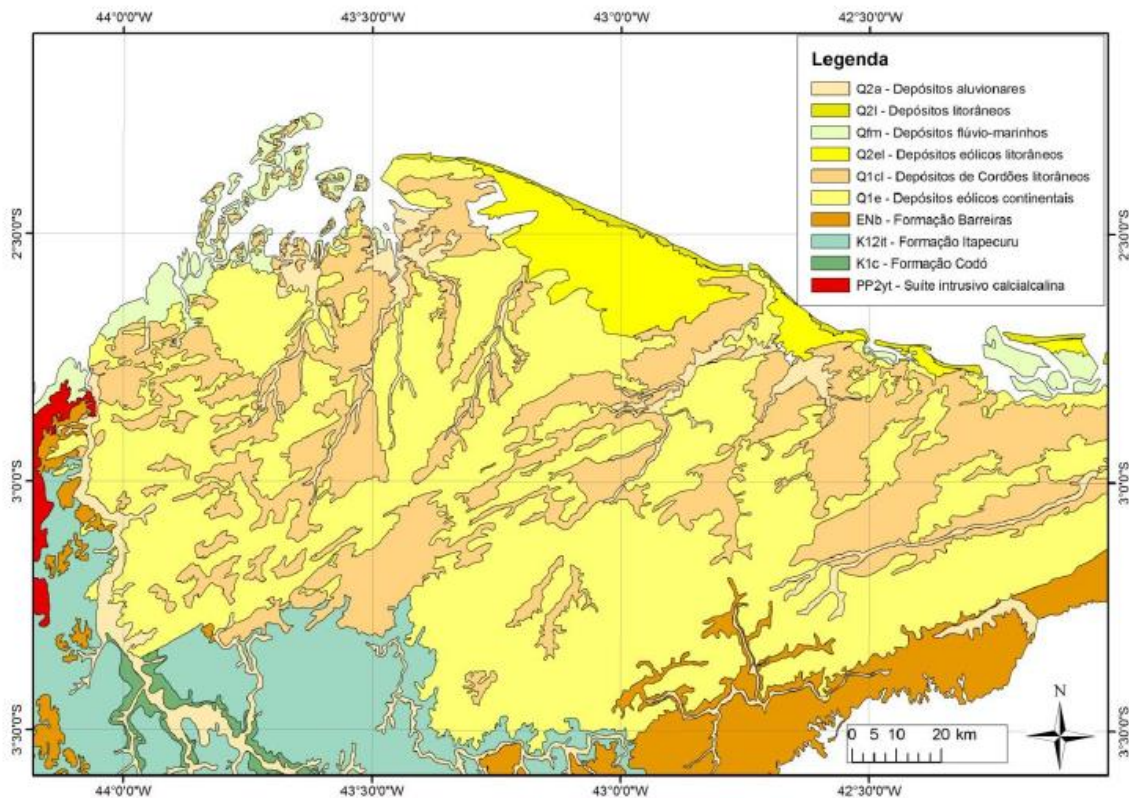 44°0'0"W 43°30'0"W 43°0'0"W 42°30'0"W
Legenda
Q2a - Depósitos aluvionares
Q2l - Depósitos litorâneos
Qfm - Depósitos flúvio-marinhos
Q2el - Depósitos eólicos litorâneos
Q1cl - Depósitos de Cordões litorâneos
Q1e - Depósitos eólicos continentais
ENb - Formação Barreiras
K12it - Formação Itapecuru
K1c - Formação Codó
PP2yt - Suite intrusivo calcialcalina
2°30'0"S 2°30'0"S
3°0'0"S 3°0'0"S
3°30'0"S 3°30'0"S
N
0 5 10 20 km
44°0'0"W 43°30'0"W 43°0'0"W 42°30'0"W